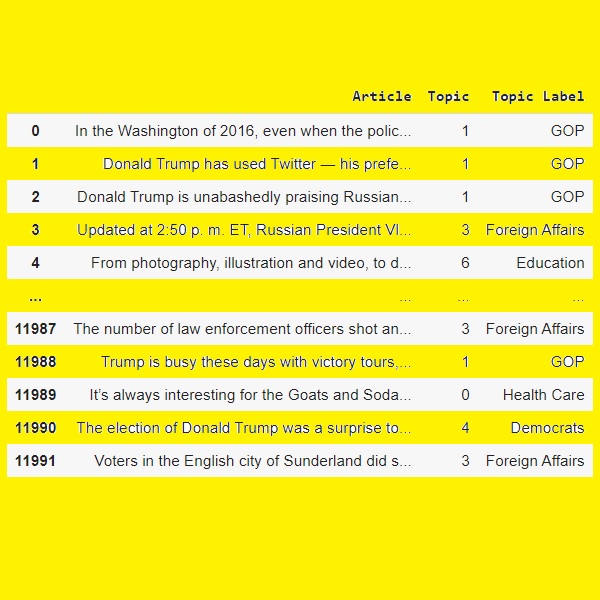 Article Topic Topic Label
0 In the Washington of 2016, even when the polic... 1 GOP
1 Donald Trump has used Twitter — his prefe... 1 GOP
2 Donald Trump is unabashedly praising Russian... 1 GOP
3 Updated at 2:50 p. m. ET, Russian President Vl... 3 Foreign Affairs
4 From photography, illustration and video, to d... 6 Education
... ... ... ...
11987 The number of law enforcement officers shot an... 3 Foreign Affairs
11988 Trump is busy these days with victory tours,... 1 GOP
11989 It's always interesting for the Goats and Soda... 0 Health Care
11990 The election of Donald Trump was a surprise to... 4 Democrats
11991 Voters in the English city of Sunderland did s... 3 Foreign Affairs